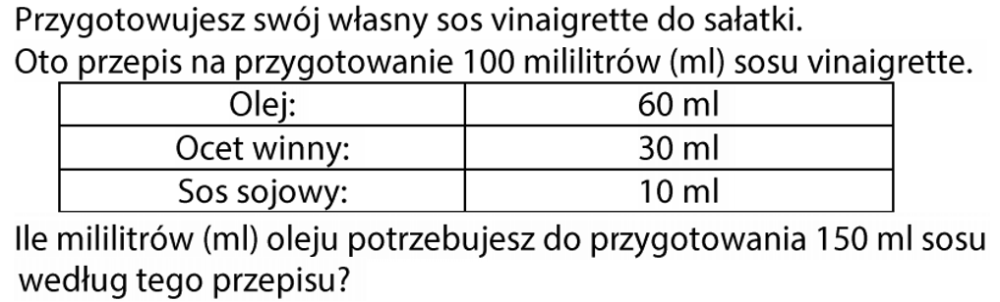 Przygotowujesz swój własny sos vinaigrette do sałatki.
Oto przepis na przygotowanie 100 mililitrów (ml) sosu vinaigrette.
Olej: 60 ml
Ocet winny: 30 ml
Sos sojowy: 10 ml
Ile mililitrów (ml) oleju potrzebujesz do przygotowania 150 ml sosu
według tego przepisu?